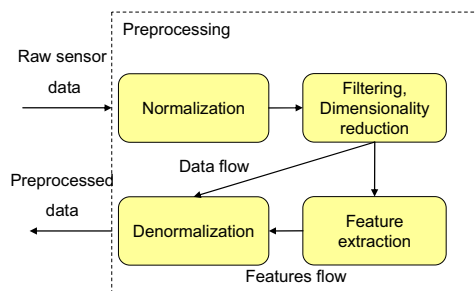 Preprocessing
Raw sensor
data
Normalization
Filtering,
Dimensionality
reduction
Data flow
Preprocessed
data
Denormalization
Feature
extraction
Features flow